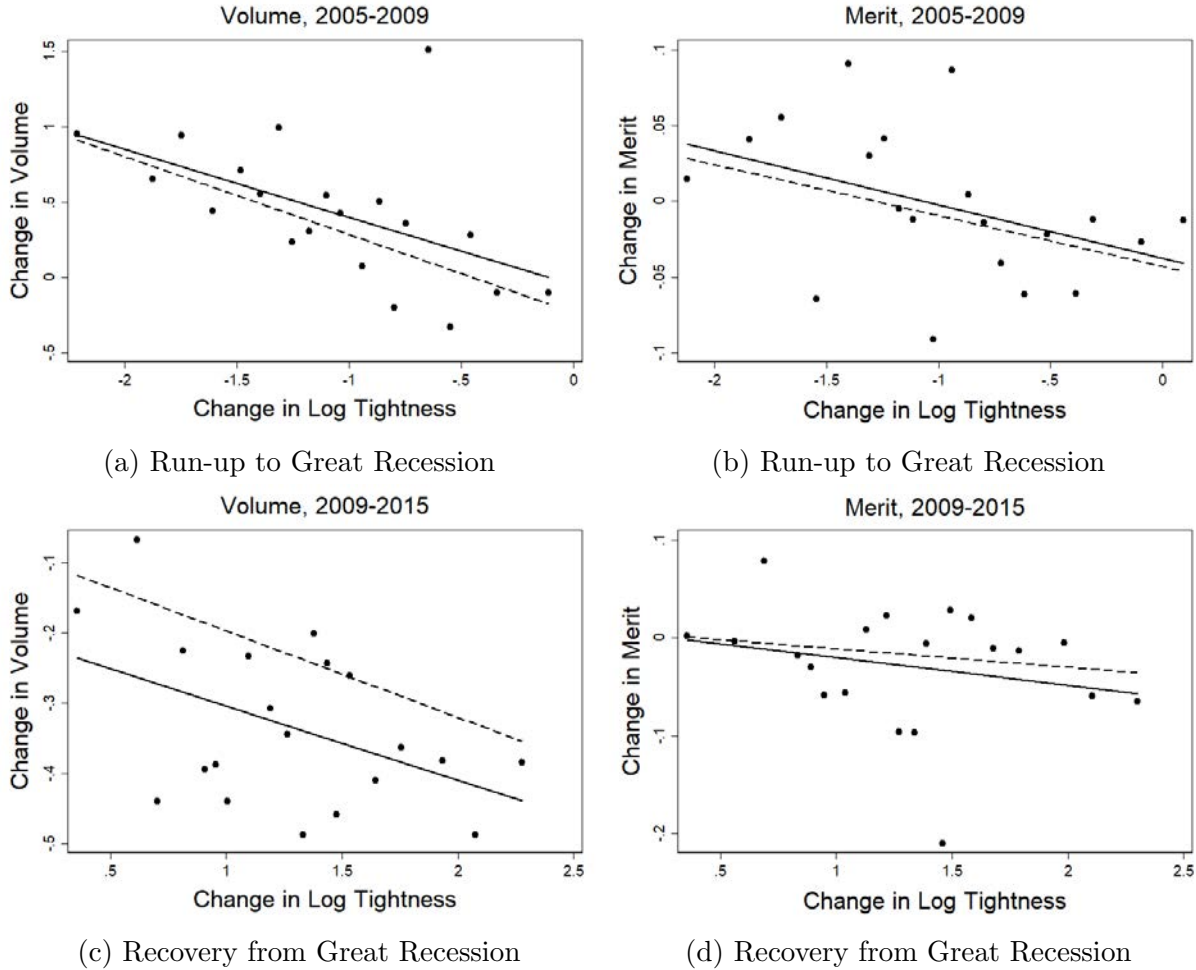 Volume, 2005-2009
Change in Volume
1.5
1
.5
0
-.5
-2
-1.5
-1
-.5
0
Change in Log Tightness
(a) Run-up to Great Recession
Merit, 2005-2009
Change in Merit
.1
.05
0
-.05
-.1
-2
-1.5
-1
-.5
0
Change in Log Tightness
(b) Run-up to Great Recession
Volume, 2009-2015
Change in Volume
-.1
-.2
-.3
-.4
-.5
.5
1
1.5
2
2.5
Change in Log Tightness
(c) Recovery from Great Recession
Merit, 2009-2015
Change in Merit
.1
0
-.1
-.2
.5
1
1.5
2
2.5
Change in Log Tightness
(d) Recovery from Great Recession